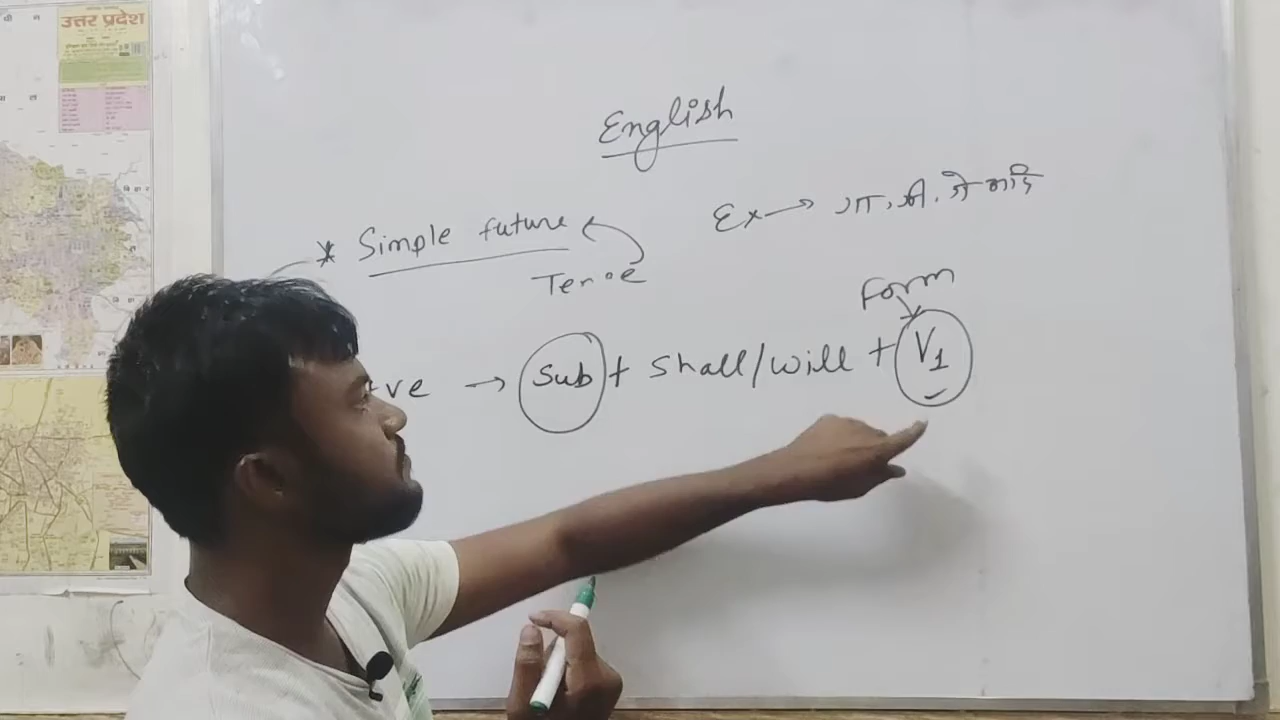 उत्तर प्रदेश
English
* Simple future
Tense
Ex → गा, गी, गे आदि
Form
+ve → Sub + Shall/will + V1